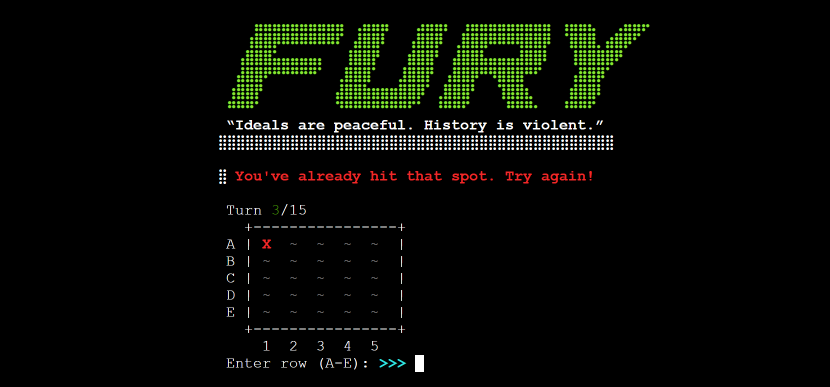 FURY
“Ideals are peaceful. History is violent.”
You've already hit that spot. Try again!
Turn 3/15
+----------------+
A | X ~ ~ ~ ~ |
B | ~ ~ ~ ~ ~ |
C | ~ ~ ~ ~ ~ |
D | ~ ~ ~ ~ ~ |
E | ~ ~ ~ ~ ~ |
+----------------+
1 2 3 4 5
Enter row (A-E): >>>